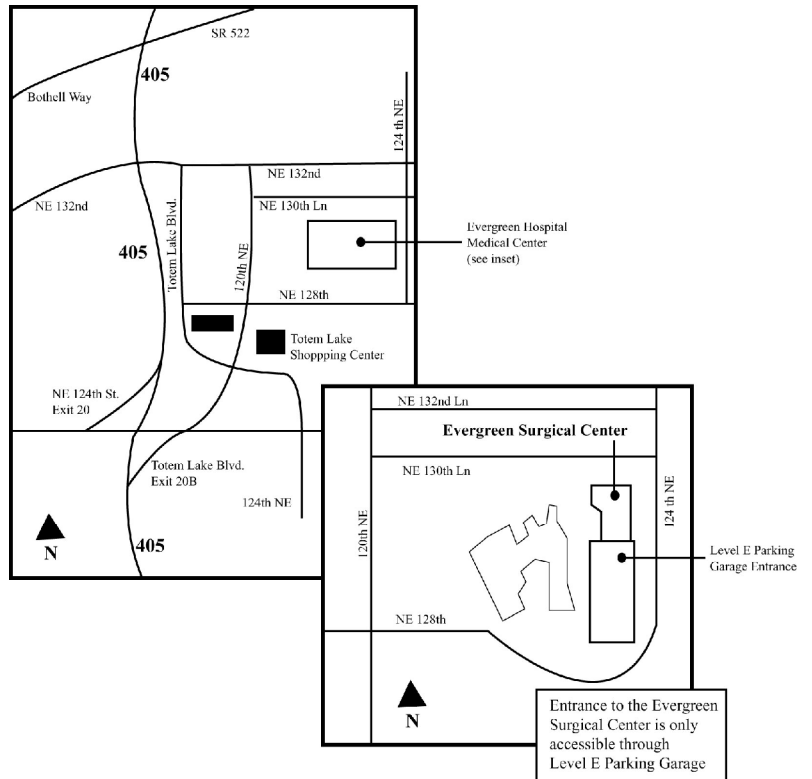 SR 522
405
Bothell Way
124 th NE
NE 132nd
NE 132nd
NE 130th Ln
Totem Lake Blvd.
120th NE
405
Evergreen Hospital
Medical Center
(see inset)
NE 128th
Totem Lake
Shoppping Center
NE 124th St.
Exit 20
Totem Lake Blvd.
Exit 20B
124th NE
405
N
NE 132nd Ln
Evergreen Surgical Center
NE 130th Ln
120th NE
124 th NE
Level E Parking
Garage Entrance
NE 128th
N
Entrance to the Evergreen
Surgical Center is only
accessible through
Level E Parking Garage